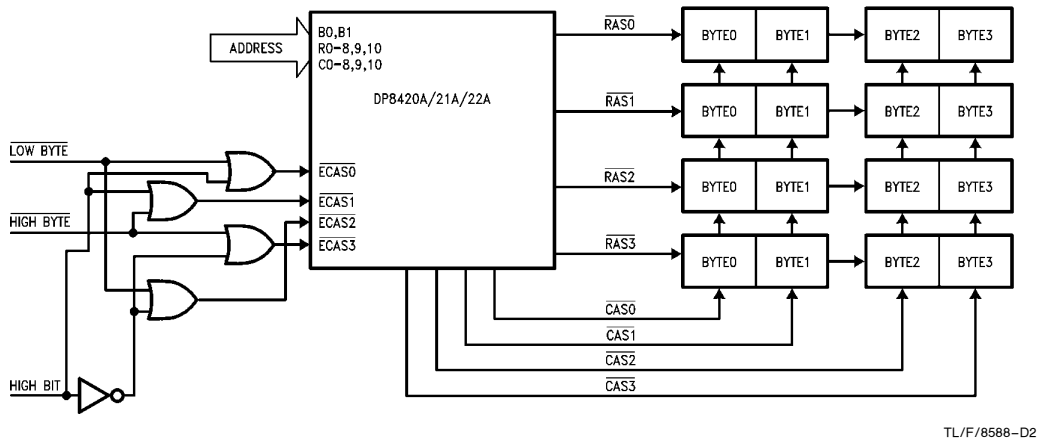 B0,B1
R0-8,9,10
C0-8,9,10
ADDRESS
DP8420A/21A/22A
RAS0
BYTE0 BYTE1 BYTE2 BYTE3
RAS1
BYTE0 BYTE1 BYTE2 BYTE3
RAS2
BYTE0 BYTE1 BYTE2 BYTE3
RAS3
BYTE0 BYTE1 BYTE2 BYTE3
LOW BYTE
HIGH BYTE
HIGH BIT
ECAS0
ECAS1
ECAS2
ECAS3
CAS0
CAS1
CAS2
CAS3
TL/F/8588-D2